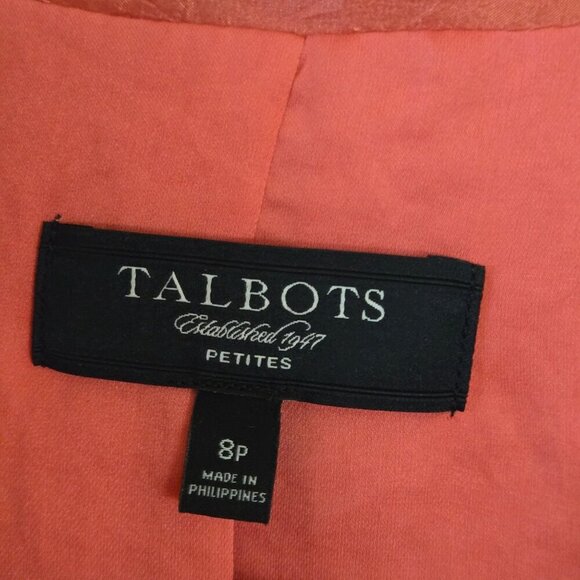 TALBOTS
Established 1947
PETITES
8P
MADE IN
PHILIPPINES